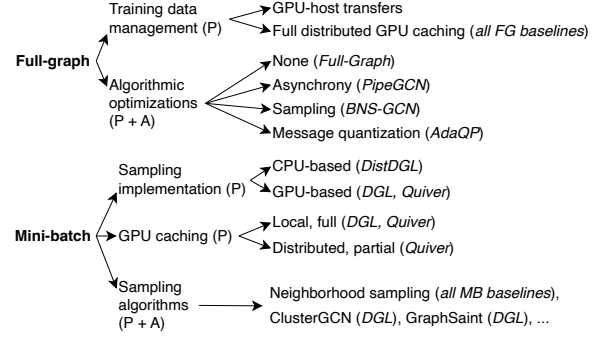 Training data
management (P)
GPU-host transfers
Full distributed GPU caching (all FG baselines)
Full-graph
Algorithmic
optimizations
(P + A)
None (Full-Graph)
Asynchrony (PipeGCN)
Sampling (BNS-GCN)
Message quantization (AdaQP)
Sampling
implementation (P)
CPU-based (DistDGL)
GPU-based (DGL, Quiver)
Mini-batch
GPU caching (P)
Local, full (DGL, Quiver)
Distributed, partial (Quiver)
Sampling
algorithms
(P + A)
Neighborhood sampling (all MB baselines),
ClusterGCN (DGL), GraphSaint (DGL), ...